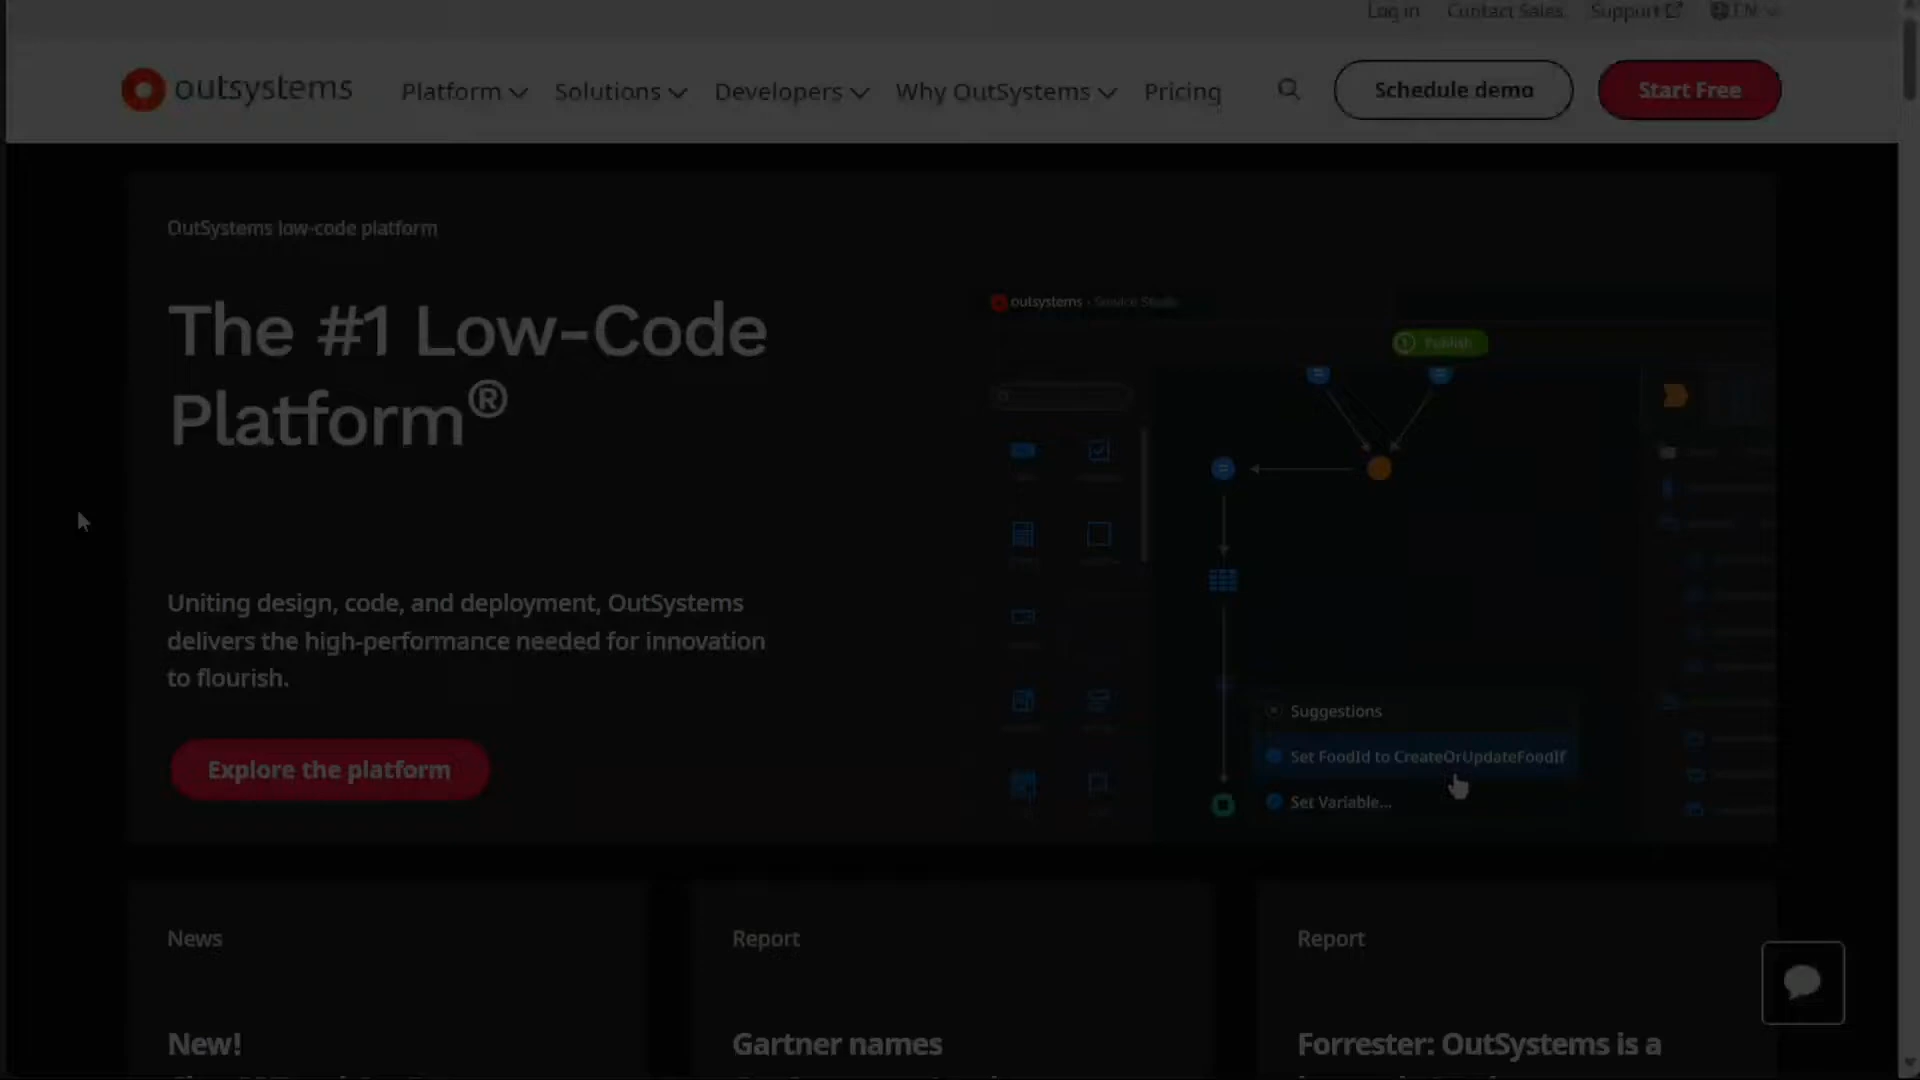 Log in Contact Sales Support EN
outsystems Platform Solutions Developers Why OutSystems Pricing Schedule demo Start Free
OutSystems low-code platform
The #1 Low-Code
Platform®
Uniting design, code, and deployment, OutSystems
delivers the high-performance needed for innovation
to flourish.
Explore the platform
outsystems - Service Studio
1 Publish
Suggestions
Set FoodId to CreateOrUpdateFoodIf
Set Variable...
News
New!
Report
Gartner names
Report
Forrester: OutSystems is a